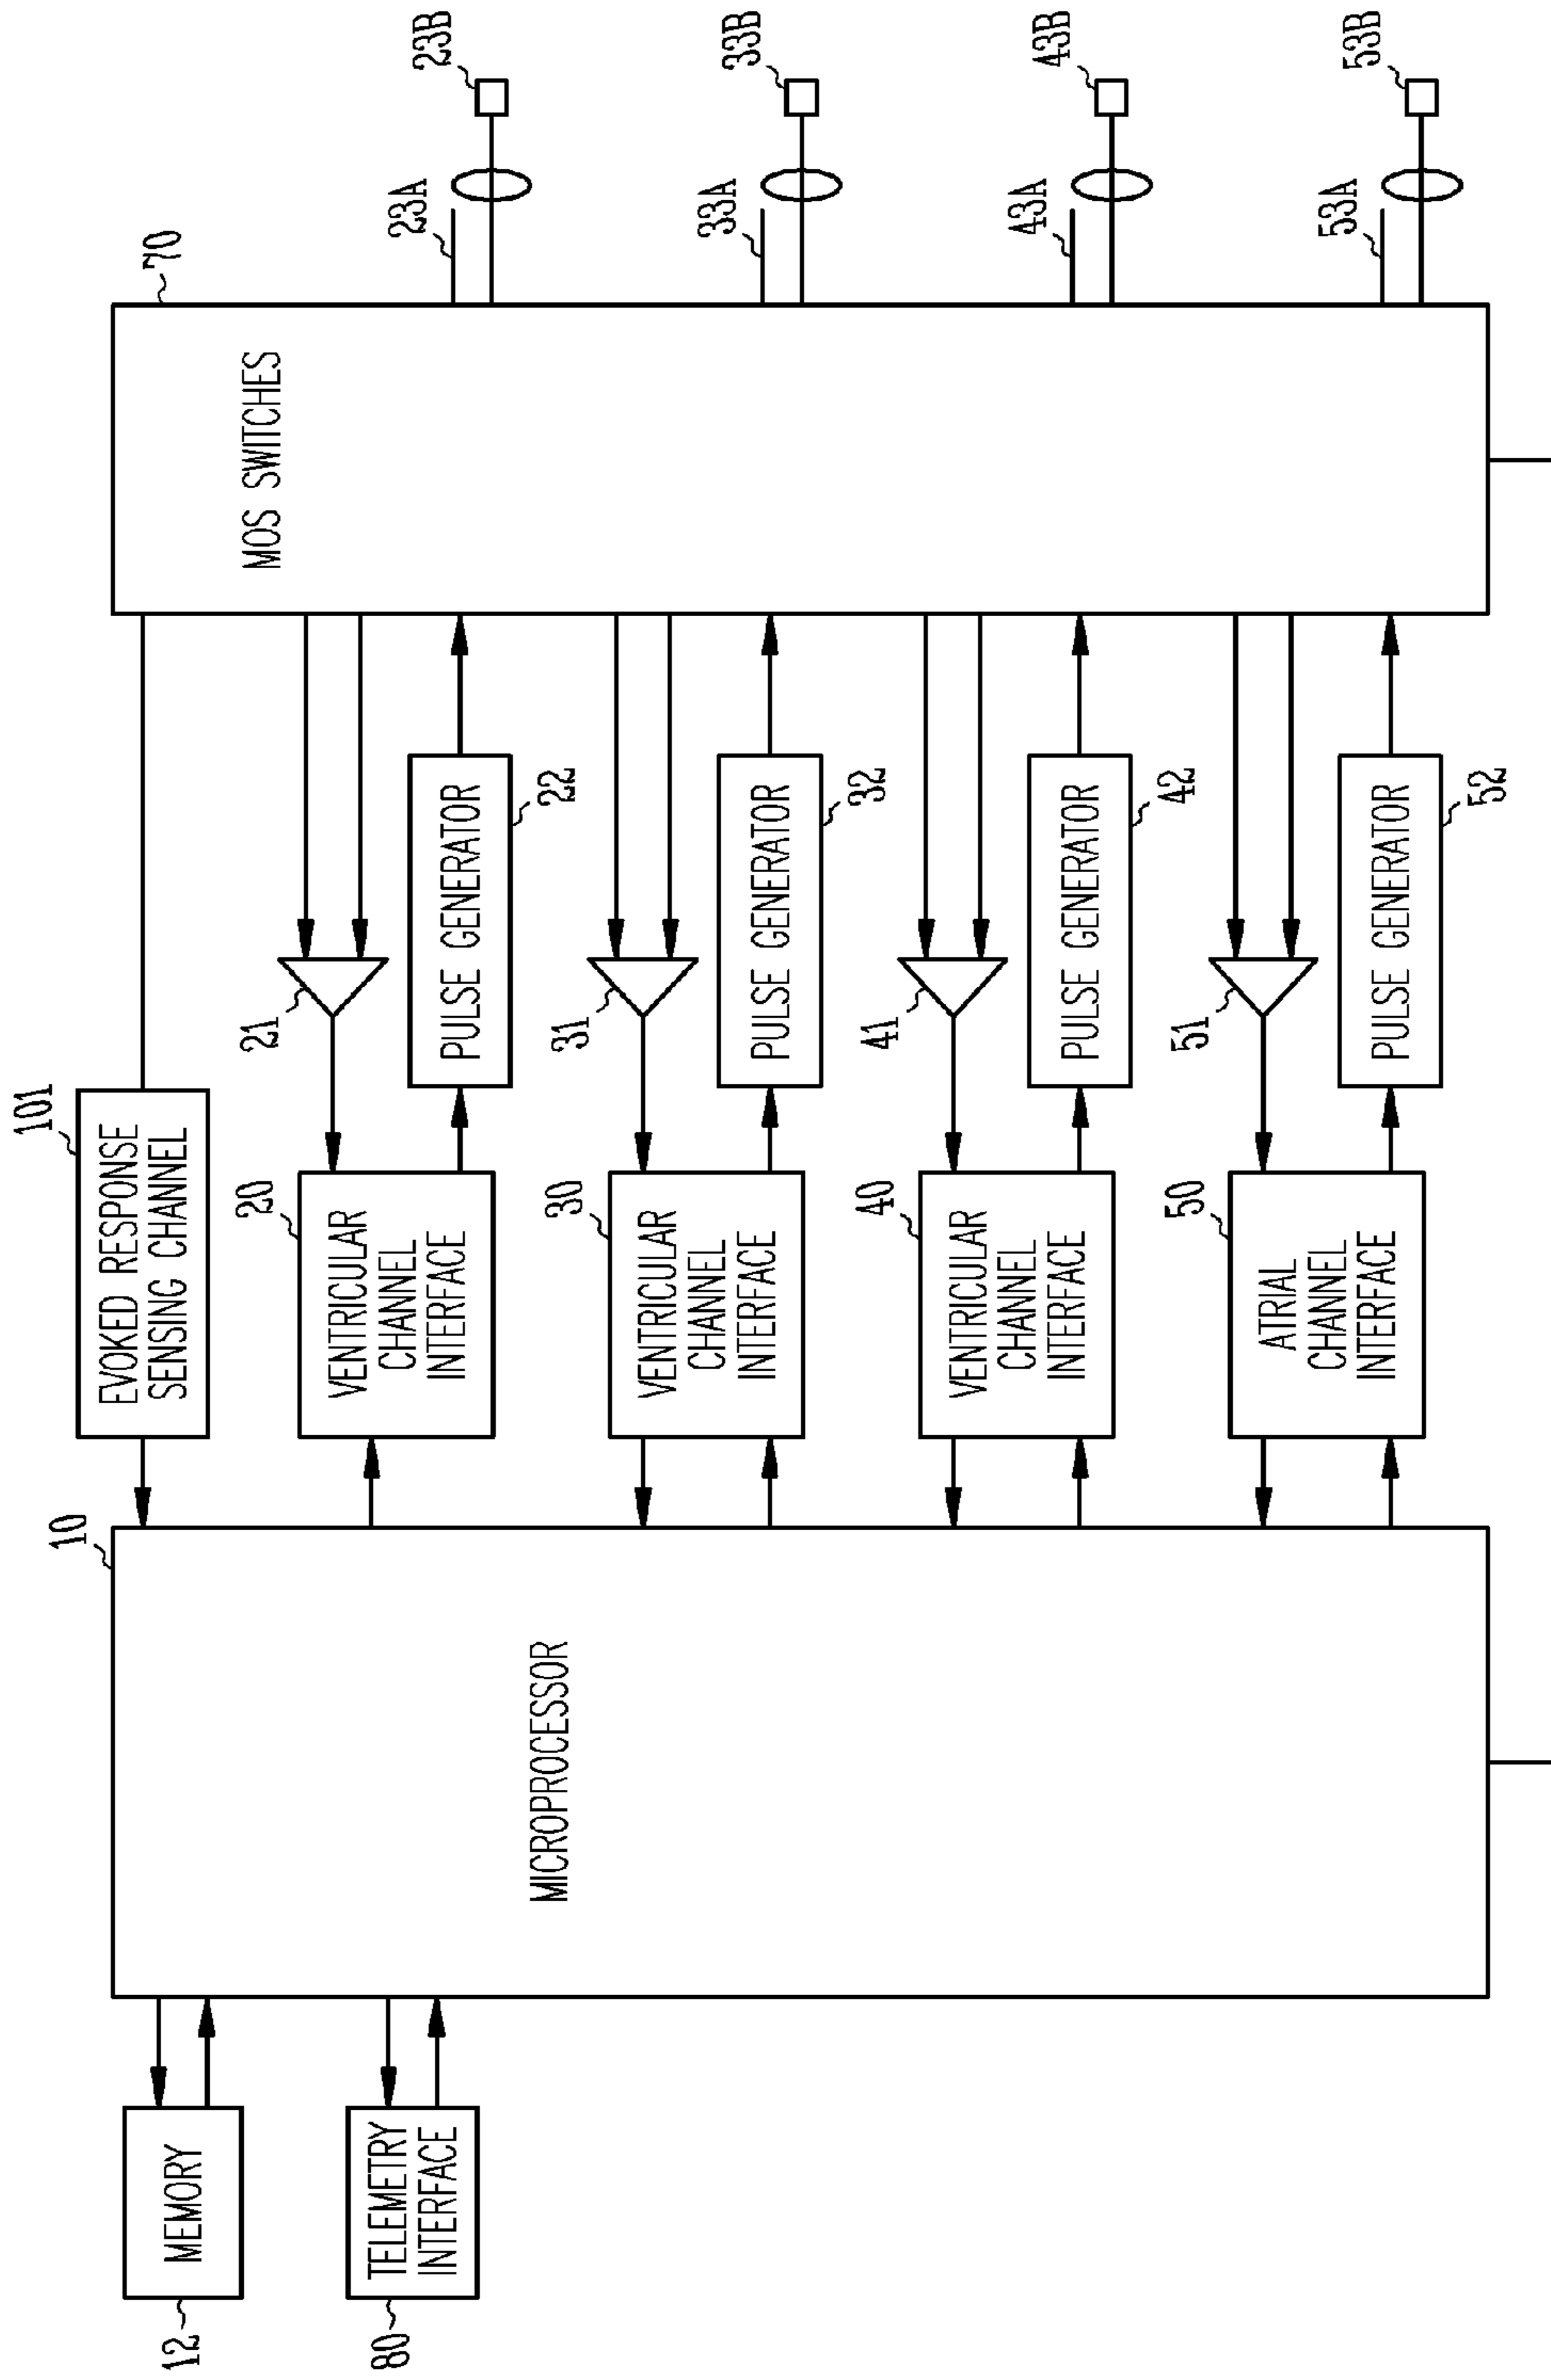 101
EVOKED RESPONSE
SENSING CHANNEL
10
MICROPROCESSOR
12
MEMORY
80
TELEMETRY
INTERFACE
70
MOS SWITCHES
20
VENTRICULAR
CHANNEL
INTERFACE
21
PULSE GENERATOR
22
23A
23B
30
VENTRICULAR
CHANNEL
INTERFACE
31
PULSE GENERATOR
32
33A
33B
40
VENTRICULAR
CHANNEL
INTERFACE
41
PULSE GENERATOR
42
43A
43B
50
ATRIAL
CHANNEL
INTERFACE
51
PULSE GENERATOR
52
53A
53B